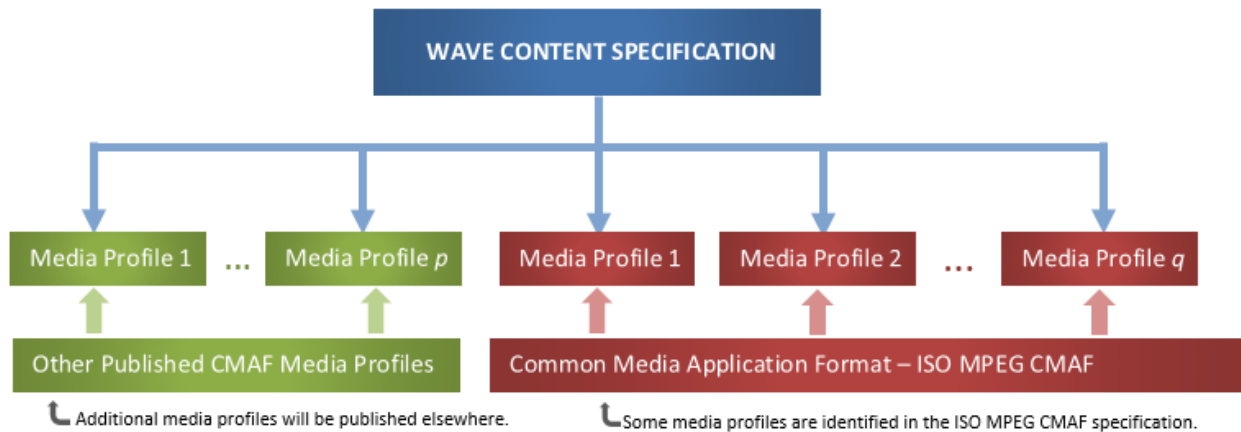 WAVE CONTENT SPECIFICATION
Media Profile 1 ... Media Profile p Media Profile 1 Media Profile 2 ... Media Profile q
Other Published CMAF Media Profiles Common Media Application Format – ISO MPEG CMAF
Additional media profiles will be published elsewhere. Some media profiles are identified in the ISO MPEG CMAF specification.